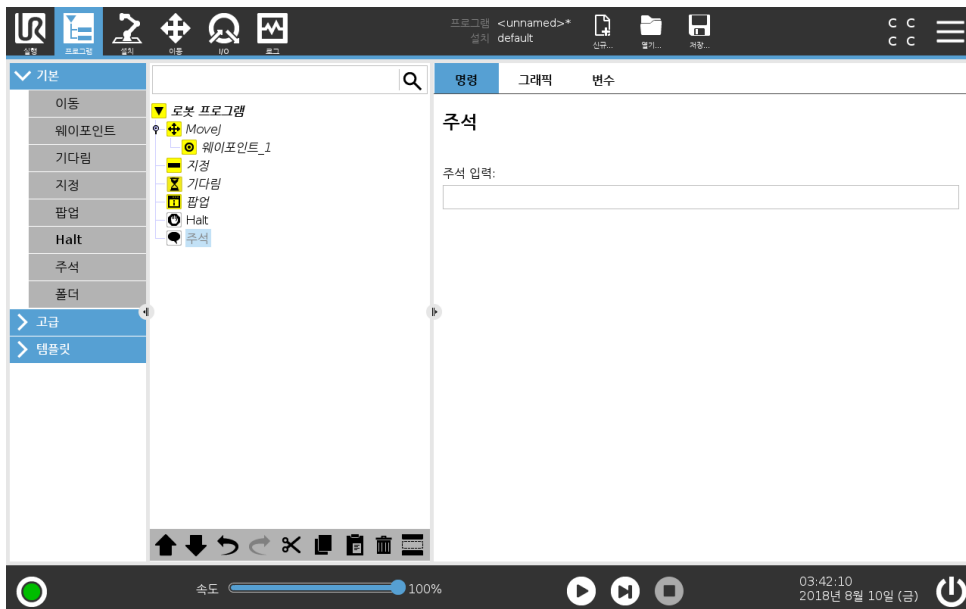 UR
실행
프로그램
설치
이동
I/O
로그
프로그램 <unnamed>*
설치 default
신규...
열기...
저장...
C C
C C
기본
이동
웨이포인트
기다림
지정
팝업
Halt
주석
폴더
고급
템플릿
로봇 프로그램
MoveJ
웨이포인트_1
지정
기다림
팝업
Halt
주석
명령 그래픽 변수
주석
주석 입력:
속도 100%
03:42:10
2018년 8월 10일 (금)